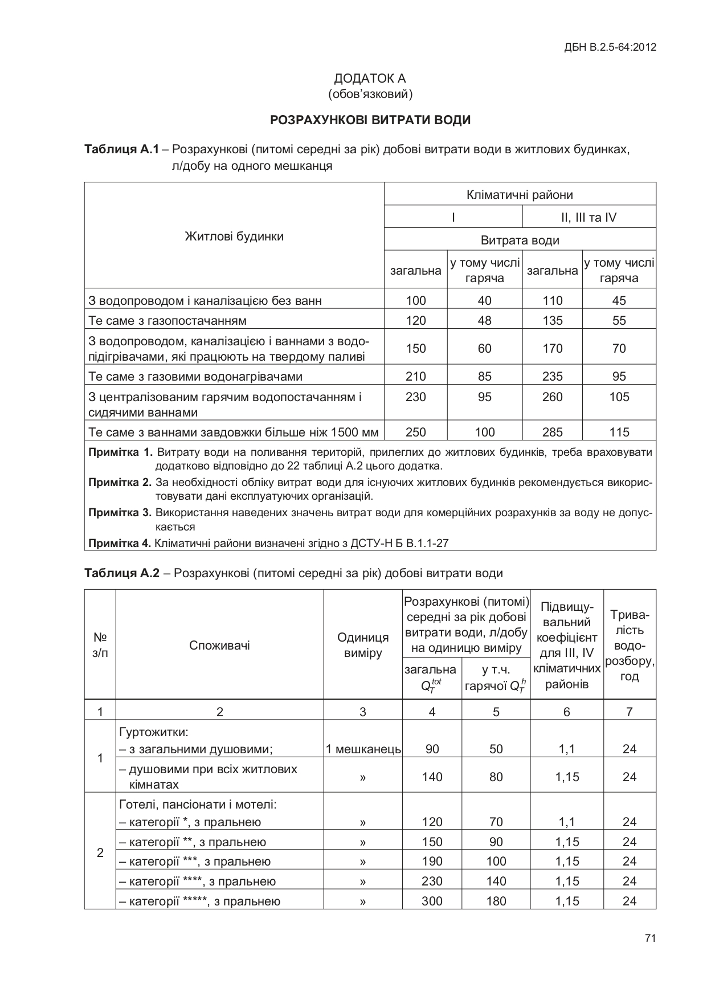 ДБН В.2.5-64:2012
ДОДАТОК А
(обов’язковий)
РОЗРАХУНКОВІ ВИТРАТИ ВОДИ
Таблиця А.1 – Розрахункові (питомі середні за рік) добові витрати води в житлових будинках,
л/добу на одного мешканця
Житлові будинки
Кліматичні райони
I II, III та IV
Витрата води
загальна у тому числі гаряча загальна у тому числі гаряча
З водопроводом і каналізацією без ванн 100 40 110 45
Те саме з газопостачанням 120 48 135 55
З водопроводом, каналізацією і ваннами з водо-
підігрівачами, які працюють на твердому паливі 150 60 170 70
Те саме з газовими водонагрівачами 210 85 235 95
З централізованим гарячим водопостачанням і 230 95 260 105
сидячими ваннами
Те саме з ваннами завдовжки більше ніж 1500 мм 250 100 285 115
Примітка 1. Витрату води на поливання територій, прилеглих до житлових будинків, треба враховувати
додатково відповідно до 22 таблиці А.2 цього додатка.
Примітка 2. За необхідності обліку витрат води для існуючих житлових будинків рекомендується викорис-
товувати дані експлуатуючих організацій.
Примітка 3. Використання наведених значень витрат води для комерційних розрахунків за воду не допус-
кається
Примітка 4. Кліматичні райони визначені згідно з ДСТУ-Н Б В.1.1-27
Таблиця А.2 – Розрахункові (питомі середні за рік) добові витрати води
№
з/п
Споживачі
Одиниця
виміру
Розрахункові (питомі)
середні за рік добові
витрати води, л/добу
на одиницю виміру
загальна
Q_T^tot
у т.ч.
гарячої Q_T^h
Підвищу-
вальний
коефіцієнт
для III, IV
кліматичних
районів
Трива-
лість
водо-
розбору,
год
1 2 3 4 5 6 7
1
Гуртожитки:
– з загальними душовими; 1 мешканець 90 50 1,1 24
– душовими при всіх житлових
кімнатах » 140 80 1,15 24
2
Готелі, пансіонати і мотелі:
– категорії *, з пральнею » 120 70 1,1 24
– категорії **, з пральнею » 150 90 1,15 24
– категорії ***, з пральнею » 190 100 1,15 24
– категорії ****, з пральнею » 230 140 1,15 24
– категорії *****, з пральнею » 300 180 1,15 24
71